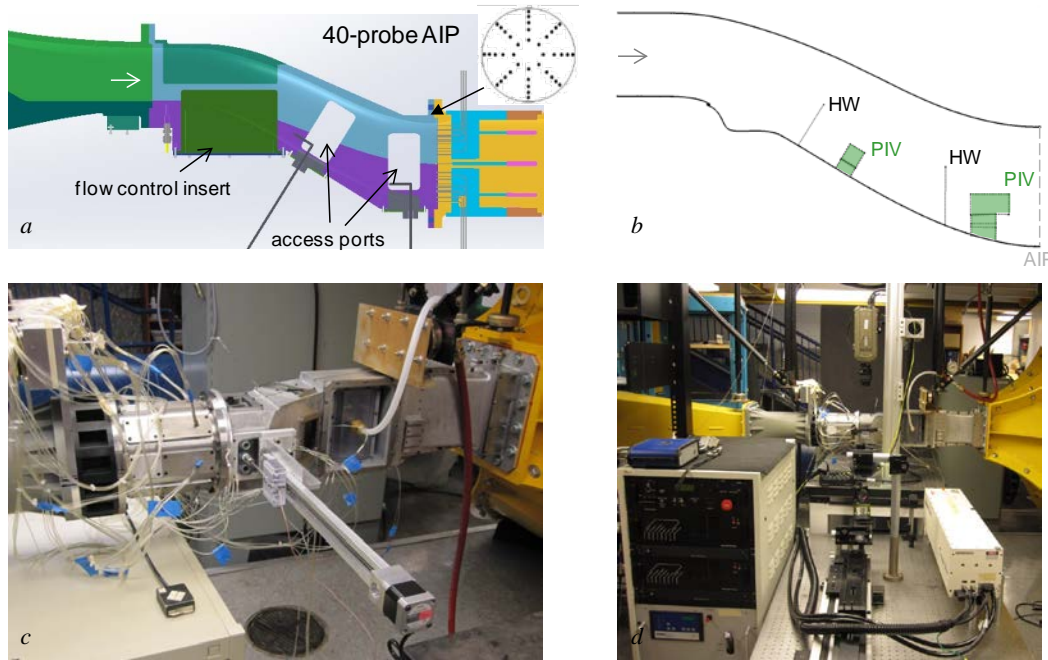 40-probe AIP
flow control insert
access ports
a
HW
PIV
HW
PIV
b
AIP
c
d